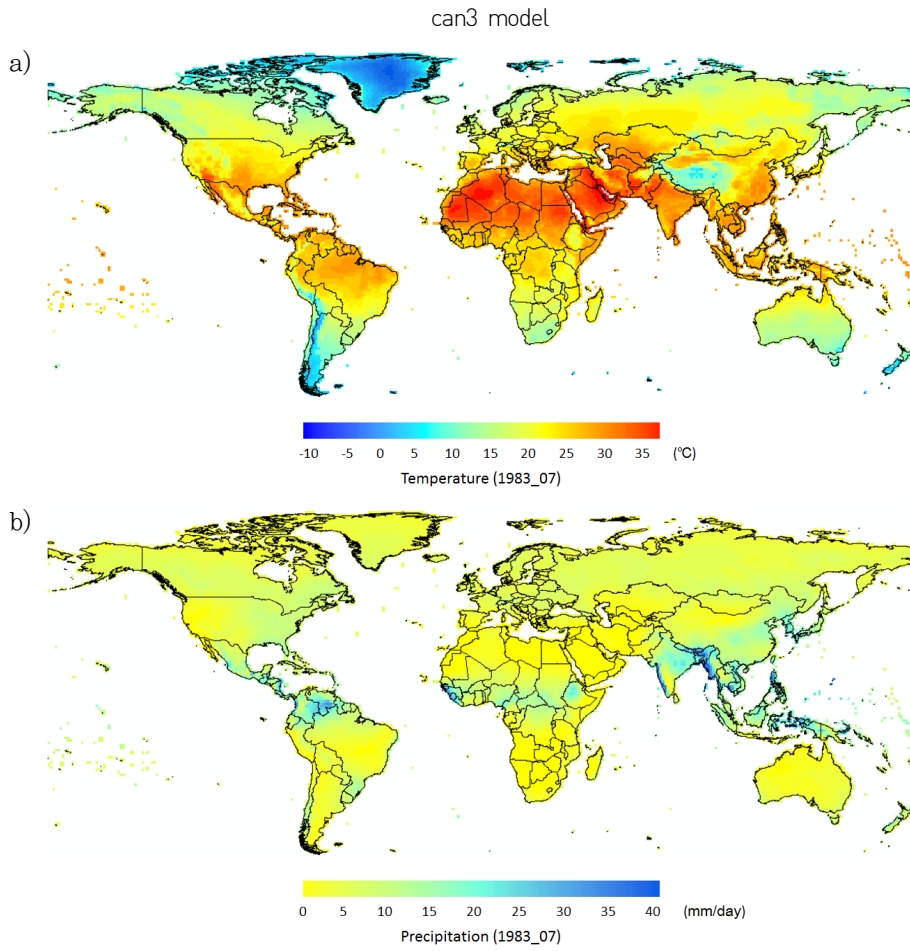 can3 model
a)
-10 -5 0 5 10 15 20 25 30 35 (℃)
Temperature (1983_07)
b)
0 5 10 15 20 25 30 35 40 (mm/day)
Precipitation (1983_07)